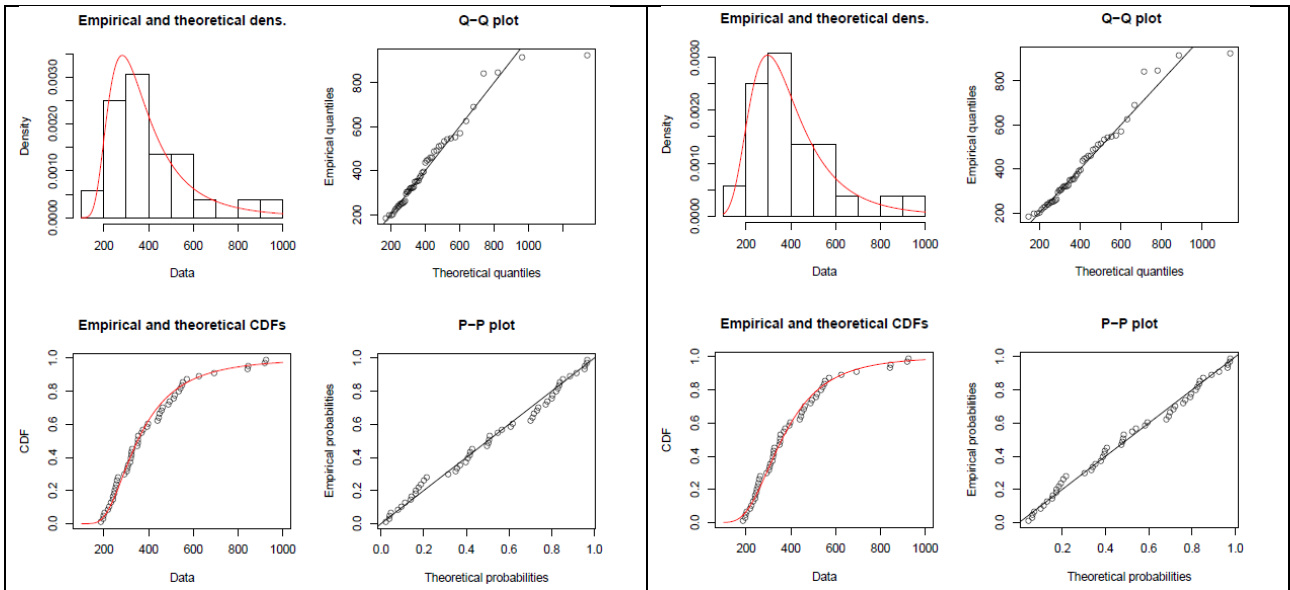 Empirical and theoretical dens.
Density
0.0000 0.0010 0.0020 0.0030
200 400 600 800 1000
Data
Q−Q plot
Empirical quantiles
200 400 600 800
200 400 600 800 1000
Theoretical quantiles
Empirical and theoretical CDFs
CDF
0.0 0.2 0.4 0.6 0.8 1.0
200 400 600 800 1000
Data
P−P plot
Empirical probabilities
0.0 0.2 0.4 0.6 0.8 1.0
0.0 0.2 0.4 0.6 0.8 1.0
Theoretical probabilities
Empirical and theoretical dens.
Density
0.0000 0.0010 0.0020 0.0030
200 400 600 800 1000
Data
Q−Q plot
Empirical quantiles
200 400 600 800
200 400 600 800 1000
Theoretical quantiles
Empirical and theoretical CDFs
CDF
0.0 0.2 0.4 0.6 0.8 1.0
200 400 600 800 1000
Data
P−P plot
Empirical probabilities
0.0 0.2 0.4 0.6 0.8 1.0
0.2 0.4 0.6 0.8 1.0
Theoretical probabilities